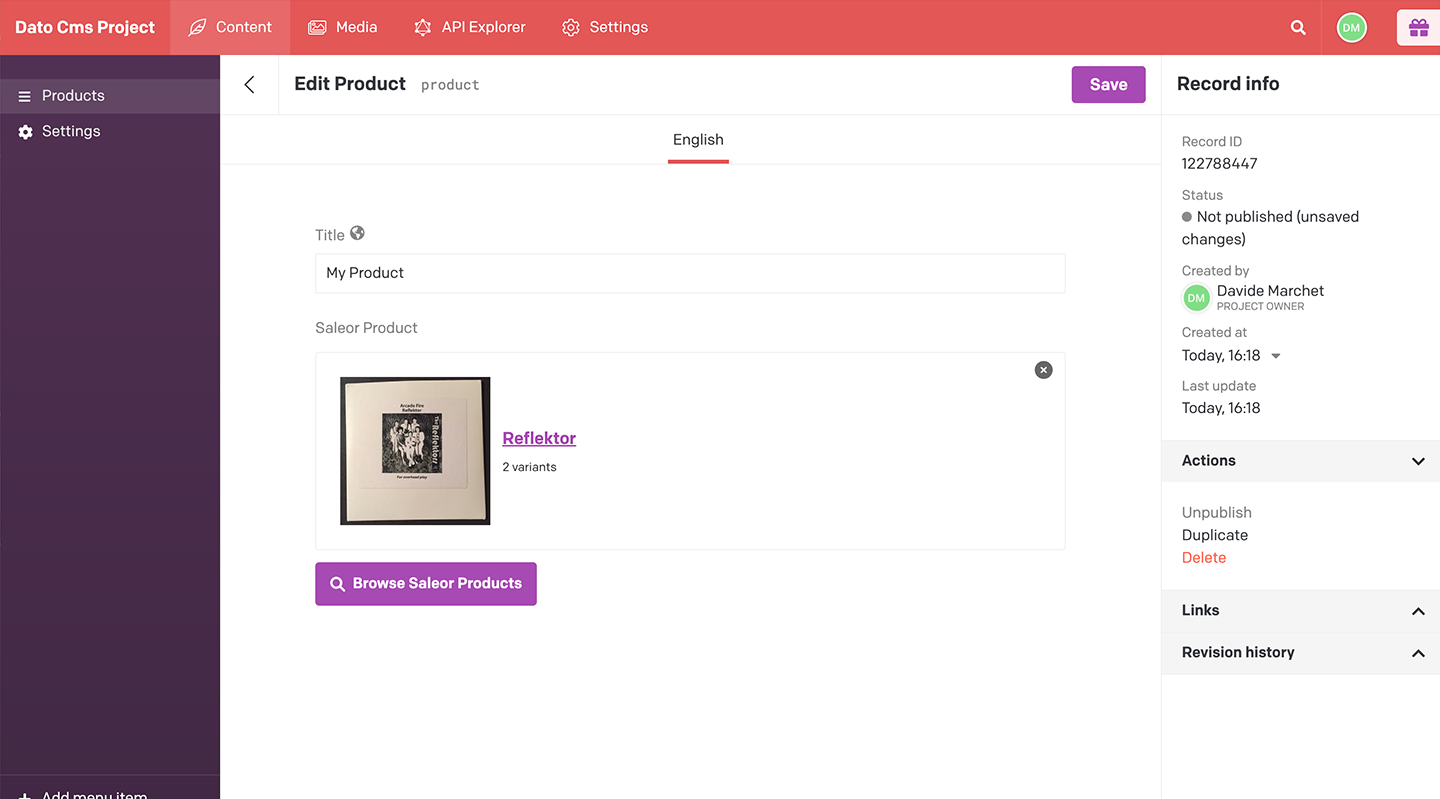 Dato Cms Project
Content
Media
API Explorer
Settings
DM
Products
Settings
Add menu item
Edit Product product
Save
English
Title
My Product
Saleor Product
Arcade Fire
Reflektor
The Reflektors
For overhead play
Reflektor
2 variants
Browse Saleor Products
Record info
Record ID
122788447
Status
Not published (unsaved
changes)
Created by
DM
Davide Marchet
PROJECT OWNER
Created at
Today, 16:18
Last update
Today, 16:18
Actions
Unpublish
Duplicate
Delete
Links
Revision history